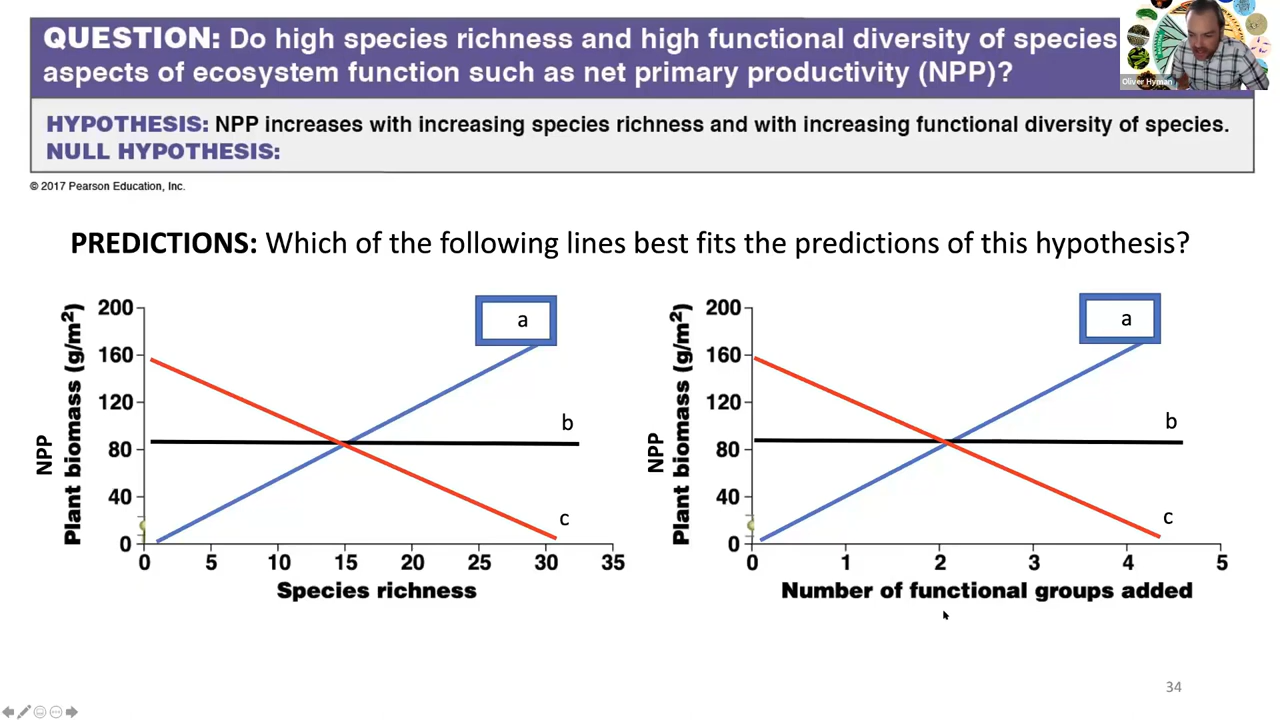 QUESTION: Do high species richness and high functional diversity of species
aspects of ecosystem function such as net primary productivity (NPP)?
Oliver Hyman
HYPOTHESIS: NPP increases with increasing species richness and with increasing functional diversity of species.
NULL HYPOTHESIS:
© 2017 Pearson Education, Inc.
PREDICTIONS: Which of the following lines best fits the predictions of this hypothesis?
NPP
Plant biomass (g/m²)
200
160
120
80
40
0
a
b
c
0 5 10 15 20 25 30 35
Species richness
NPP
Plant biomass (g/m²)
200
160
120
80
40
0
a
b
c
0 1 2 3 4 5
Number of functional groups added
34